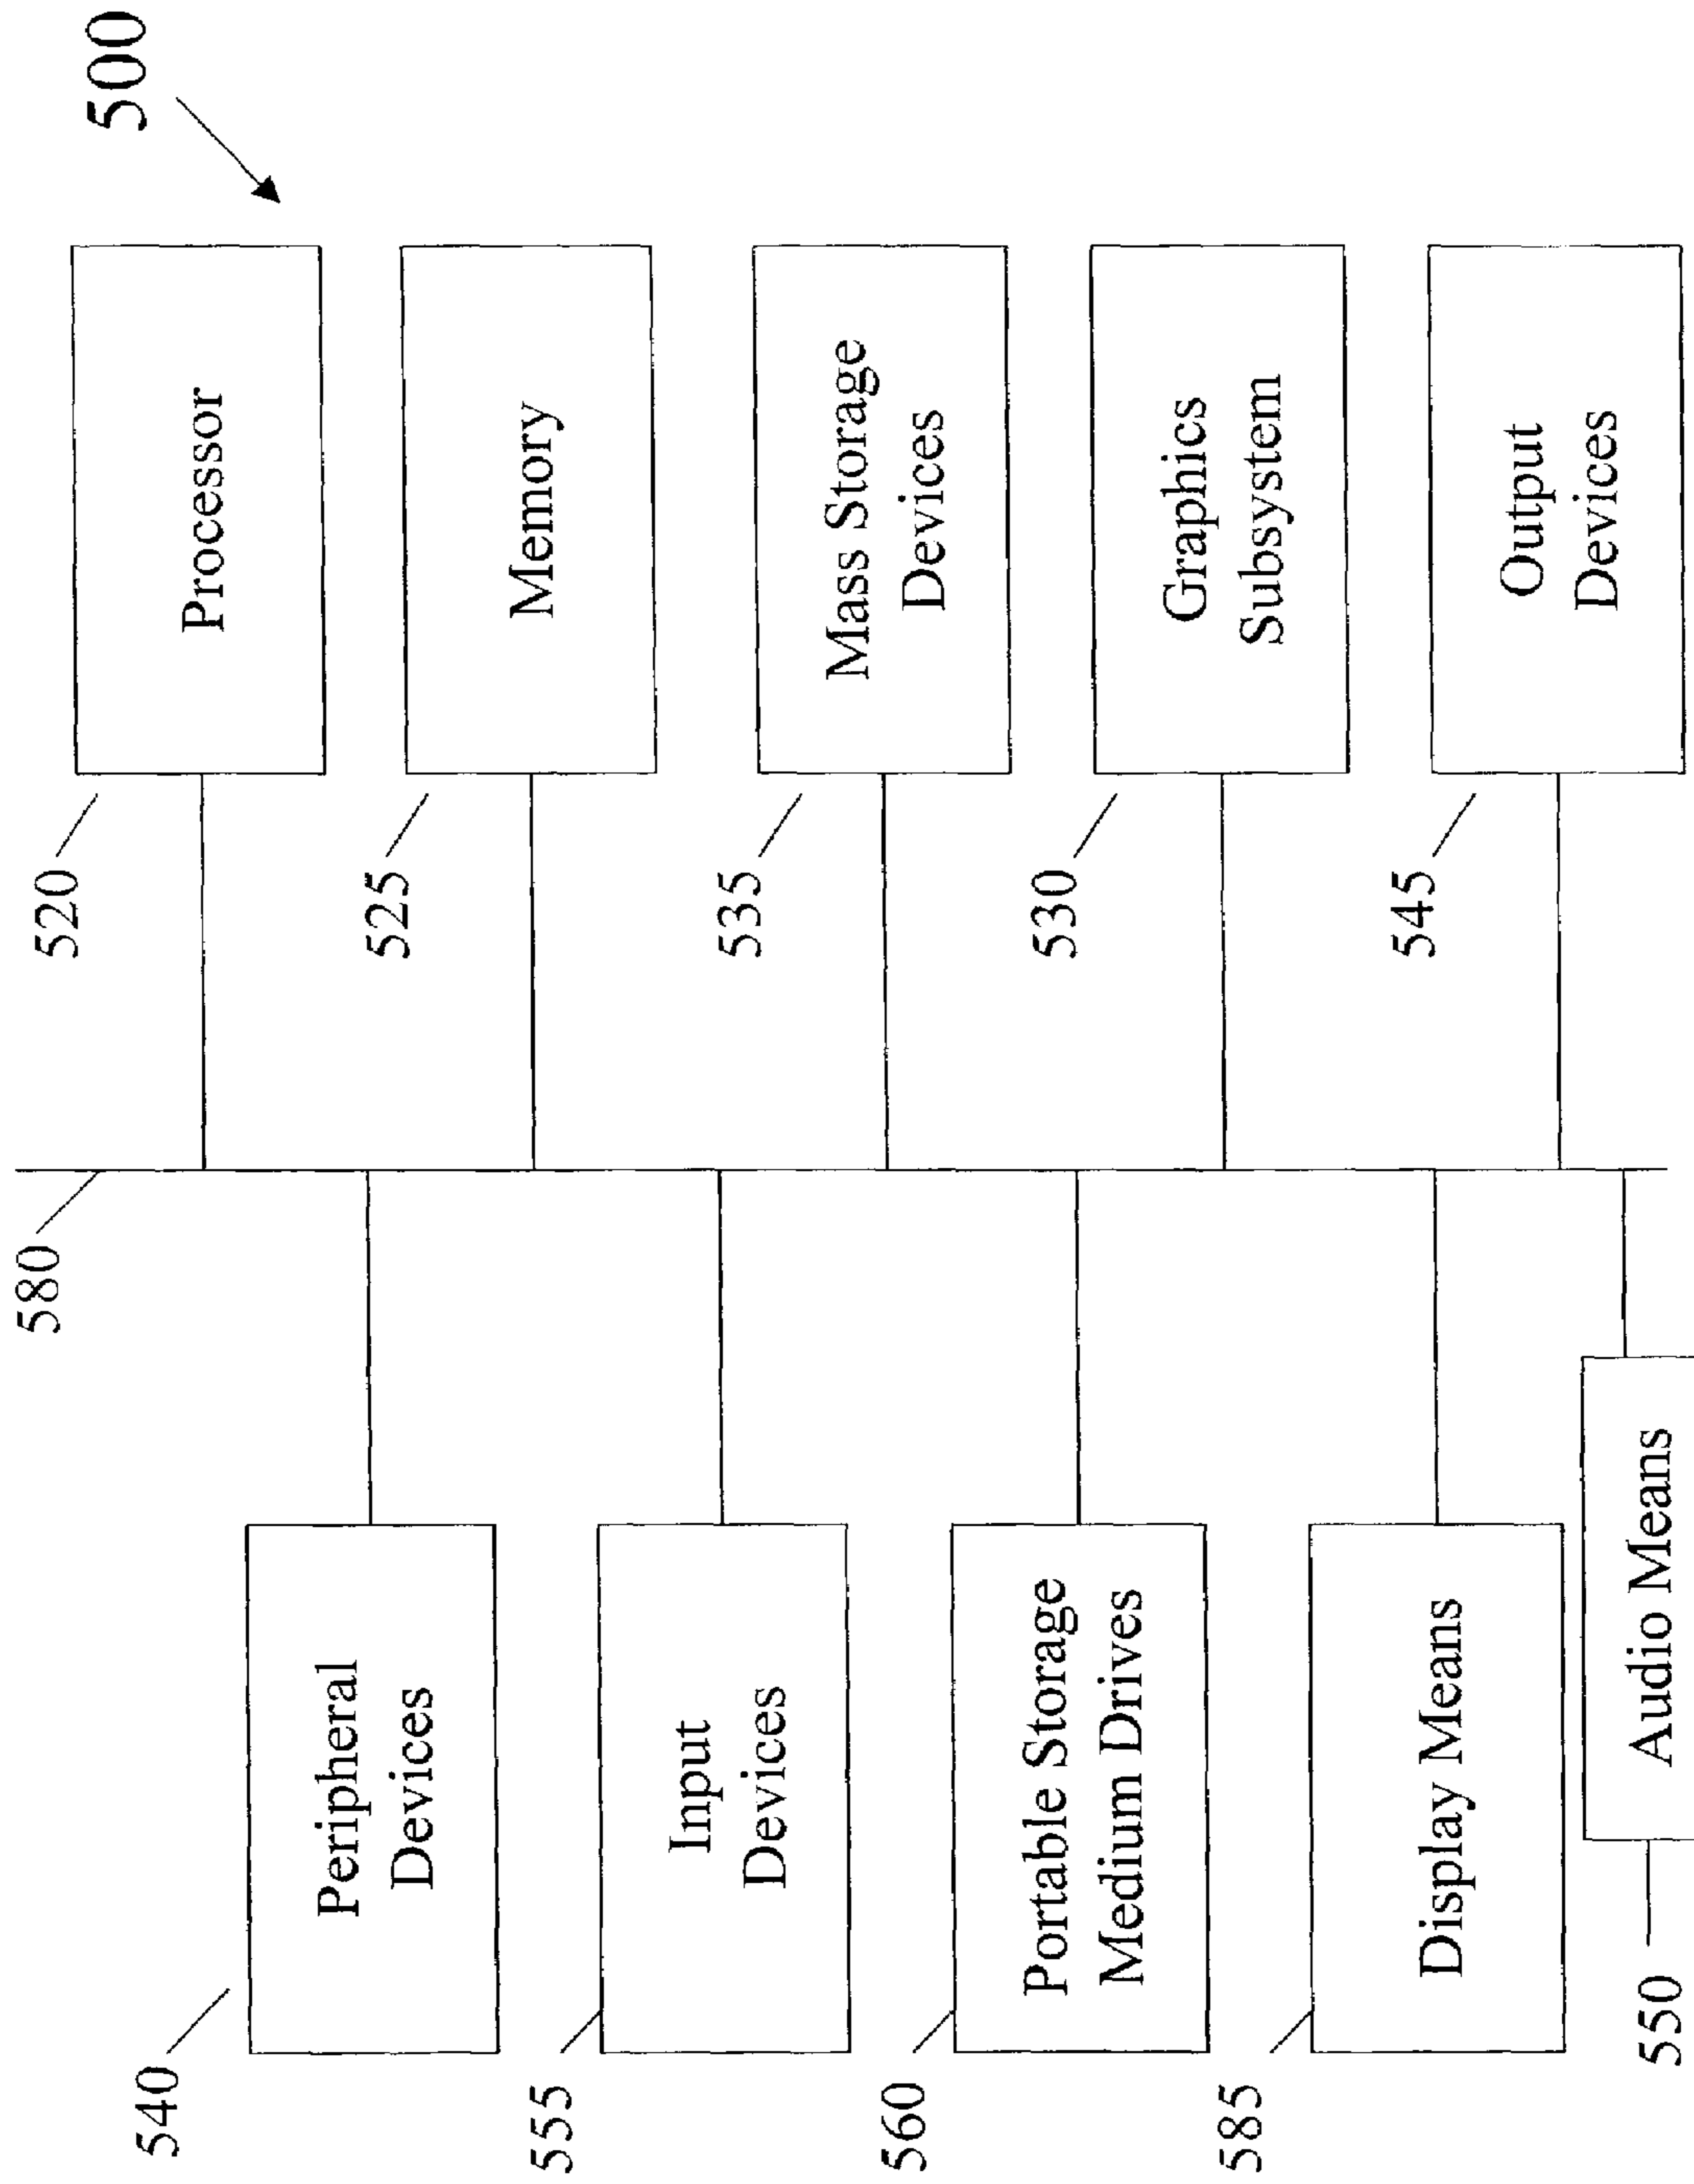 500
540
Peripheral
Devices
555
Input
Devices
560
Portable Storage
Medium Drives
585
Display Means
550
Audio Means
580
520
Processor
525
Memory
535
Mass Storage
Devices
530
Graphics
Subsystem
545
Output
Devices